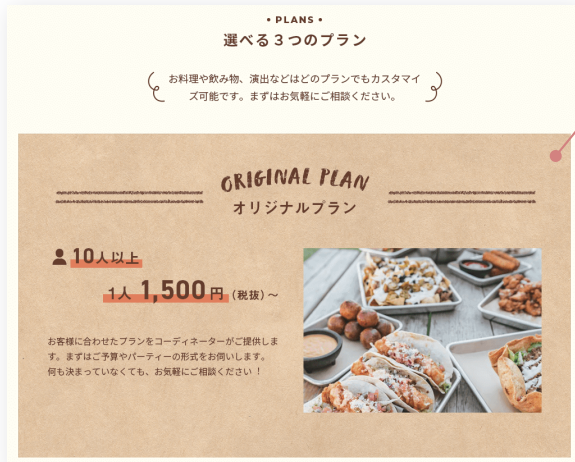 • PLANS •
選べる３つのプラン
お料理や飲み物、演出などはどのプランでもカスタマイ
ズ可能です。まずはお気軽にご相談ください。
ORIGINAL PLAN
オリジナルプラン
10人以上
1人 1,500円（税抜）〜
お客様に合わせたプランをコーディネーターがご提供しま
す。まずはご予算やパーティーの形式をお伺いします。
何も決まっていなくても、お気軽にご相談ください！